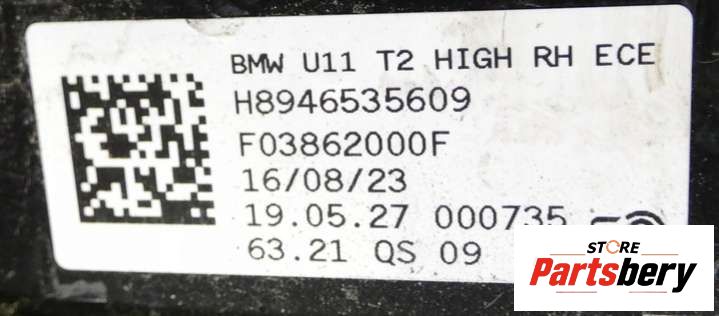 BMW U11 T2 HIGH RH ECE
H8946535609
F03862000F
16/08/23
19.05.27 000735
63.21 QS 09
STORE
Partsbery